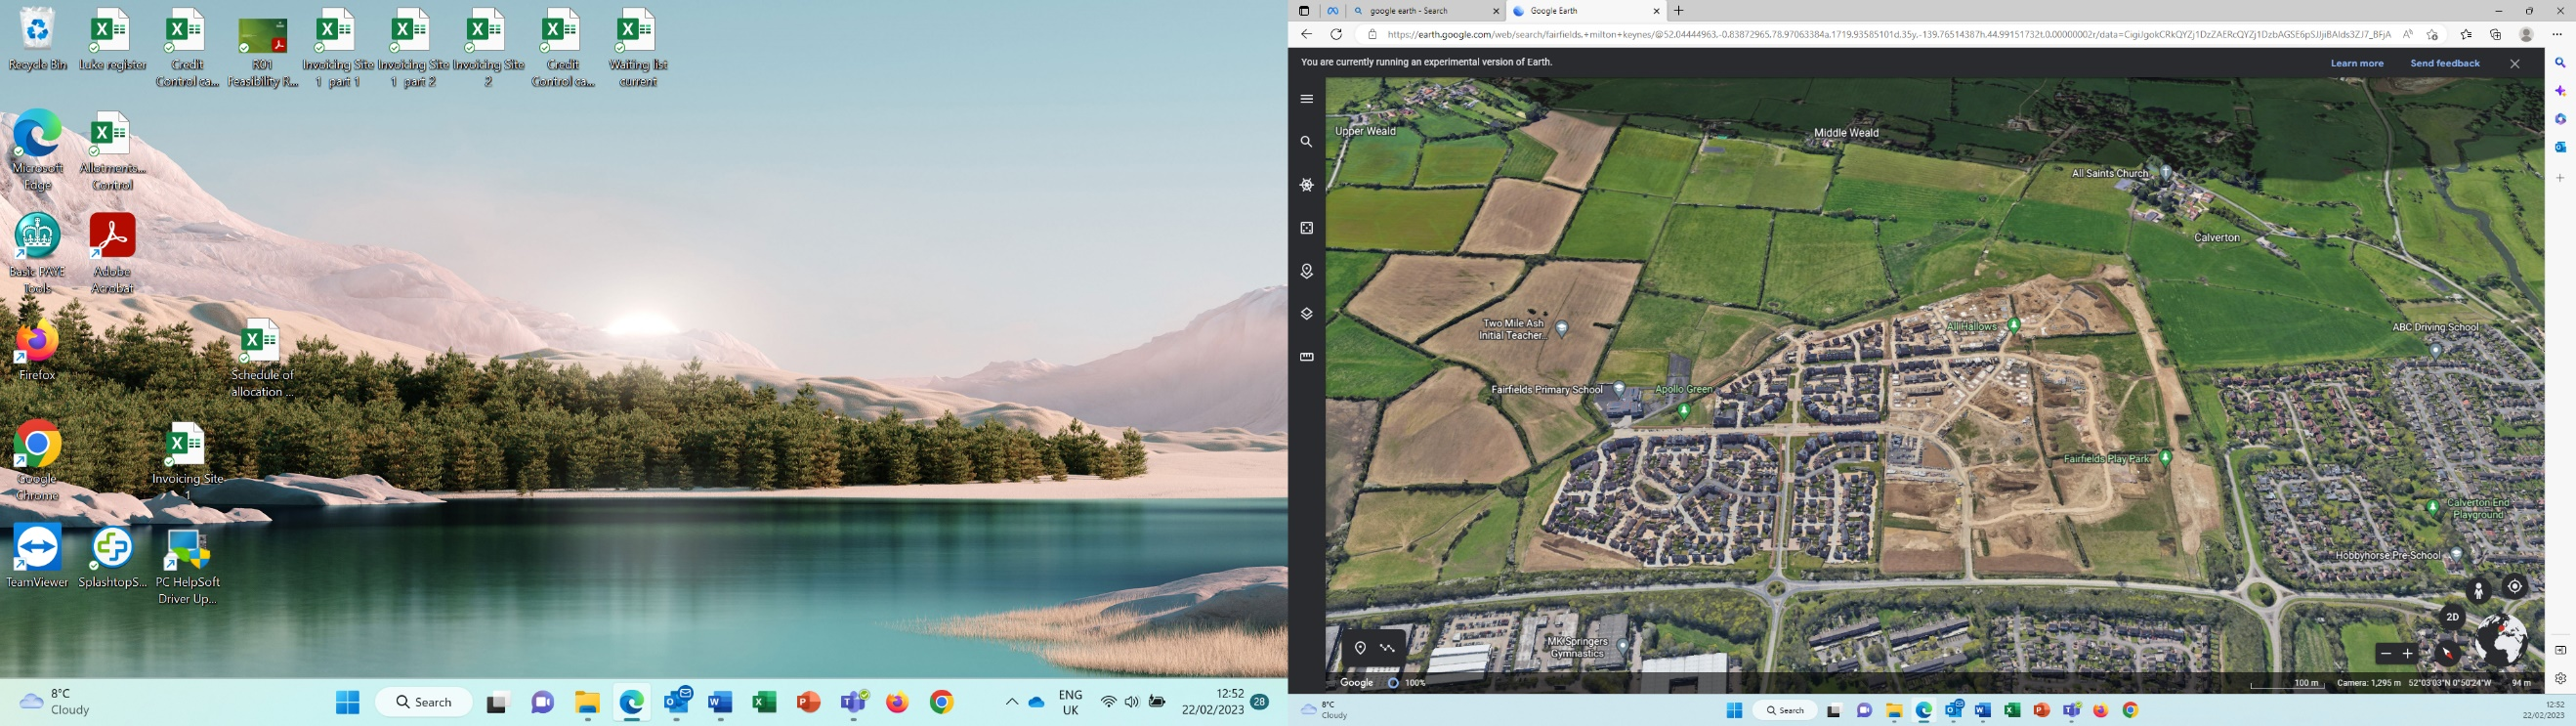 Recycle Bin
Luke register
Credit
Control ca...
R01
Feasibility R...
Invoicing Site
1 part 1
Invoicing Site
1 part 2
Invoicing Site
2
Credit
Control ca...
Waiting list
current
Microsoft
Edge
Allotments...
Control
Basic PAYE
Tools
Adobe
Acrobat
Firefox
Schedule of
allocation ...
Google
Chrome
Invoicing Site
1
TeamViewer
SplashtopS...
PC HelpSoft
Driver Up...
8°C
Cloudy
Search
ENG
UK
12:52
22/02/2023
28
google earth - Search
Google Earth
You are currently running an experimental version of Earth.
Learn more
Send feedback
Upper Weald
Middle Weald
All Saints Church
Calverton
Two Mile Ash
Initial Teacher...
All Hallows
ABC Driving School
Fairfields Primary School
Apollo Green
Fairfields Play Park
Calverton End
Playground
Hobbyhorse Pre-School
MK Springers
Gymnastics
2D
Google
100%
100 m
Camera: 1,295 m
52°03'03"N 0°50'24"W
94 m
8°C
Cloudy
Search
12:52
22/02/2023